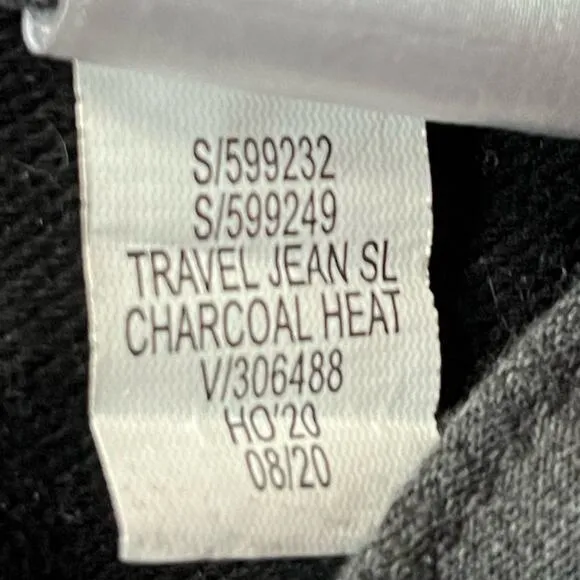 S/599232
S/599249
TRAVEL JEAN SL
CHARCOAL HEAT
V/306488
HO'20
08/20